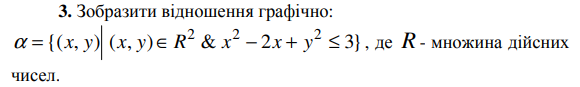 3. Зобразити відношення графічно:
α = {(x, y)| (x, y) ∈ R² & x² − 2x + y² ≤ 3}, де R - множина дійсних
чисел.